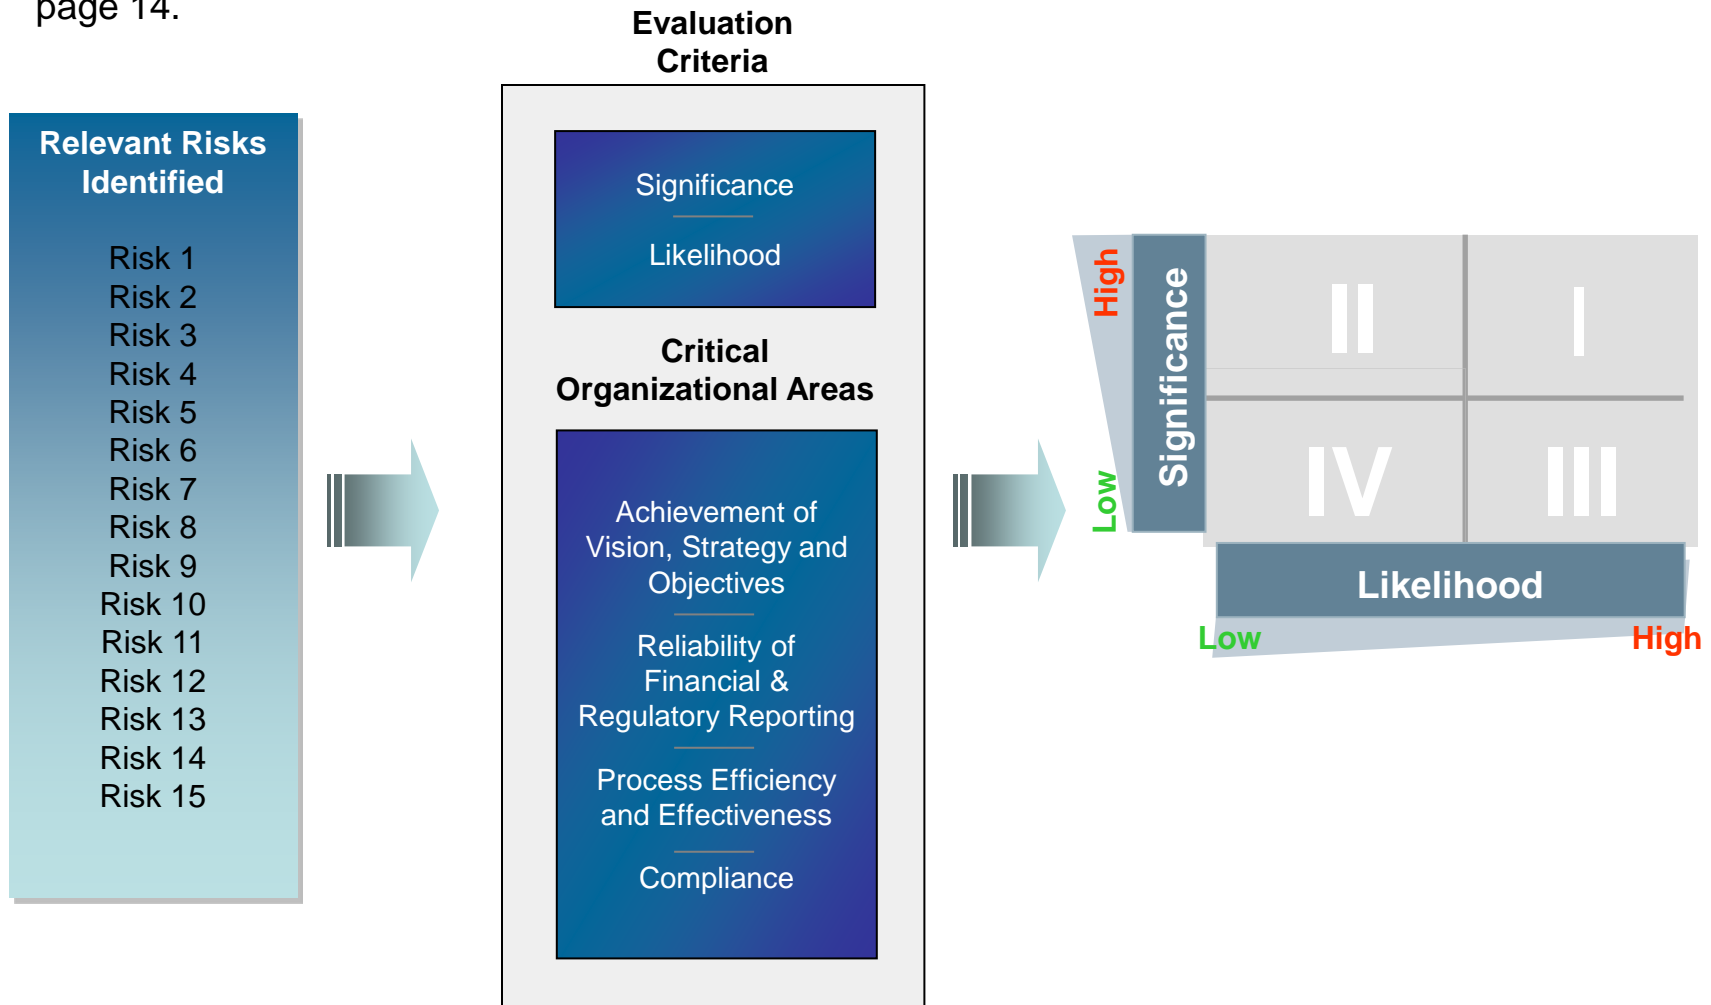 page 14.
Evaluation
Criteria
Relevant Risks
Identified
Risk 1
Risk 2
Risk 3
Risk 4
Risk 5
Risk 6
Risk 7
Risk 8
Risk 9
Risk 10
Risk 11
Risk 12
Risk 13
Risk 14
Risk 15
Significance
Likelihood
Critical
Organizational Areas
Achievement of
Vision, Strategy and
Objectives
Reliability of
Financial &
Regulatory Reporting
Process Efficiency
and Effectiveness
Compliance
High
Low
Significance
II
I
IV
III
Likelihood
Low
High